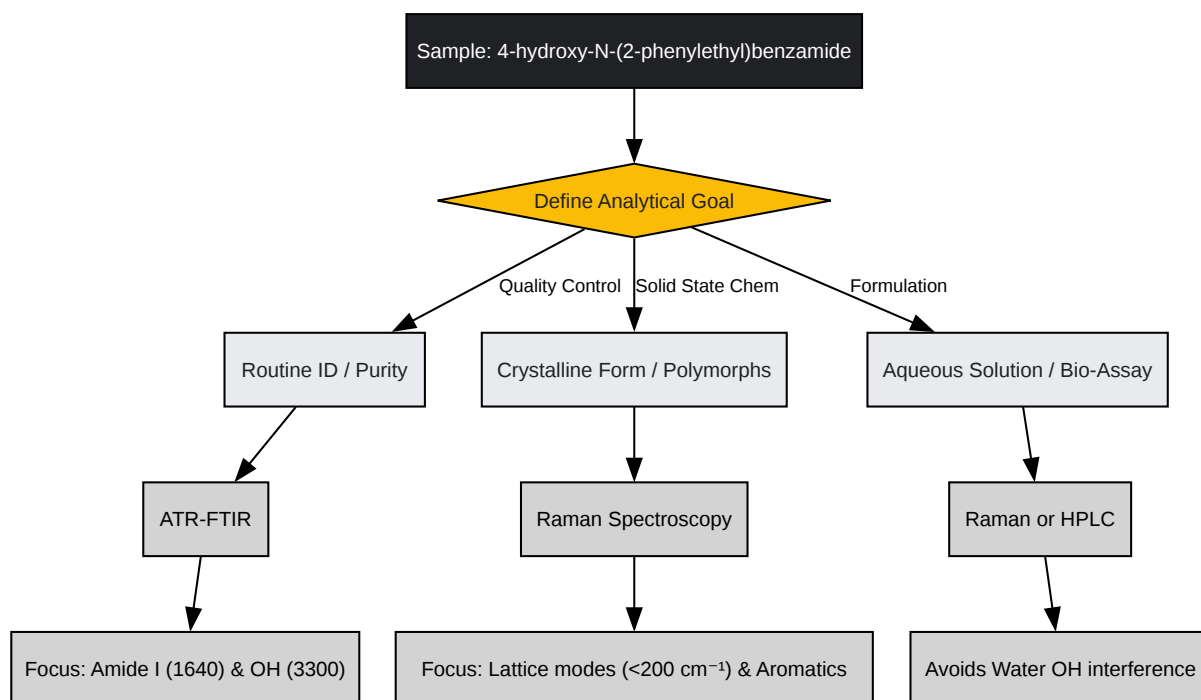 Sample: 4-hydroxy-N-(2-phenylethyl)benzamide
Define Analytical Goal
Quality Control
Solid State Chem
Formulation
Routine ID / Purity
Crystalline Form / Polymorphs
Aqueous Solution / Bio-Assay
ATR-FTIR
Raman Spectroscopy
Raman or HPLC
Focus: Amide I (1640) & OH (3300)
Focus: Lattice modes (<200 cm⁻¹) & Aromatics
Avoids Water OH interference